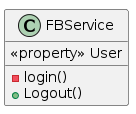 C FBService
«property» User
login()
Logout()